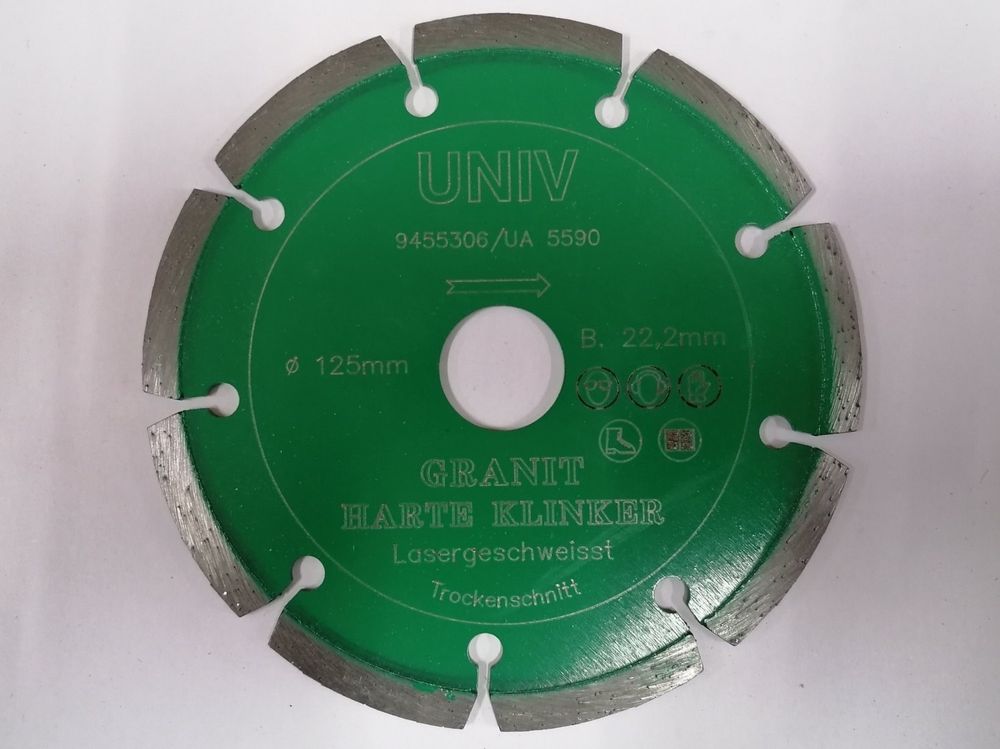 UNIV
9455306/UA 5590
Ø 125mm
B. 22,2mm
GRANIT
HARTE KLINKER
Lasergeschweisst
Trockenschnitt